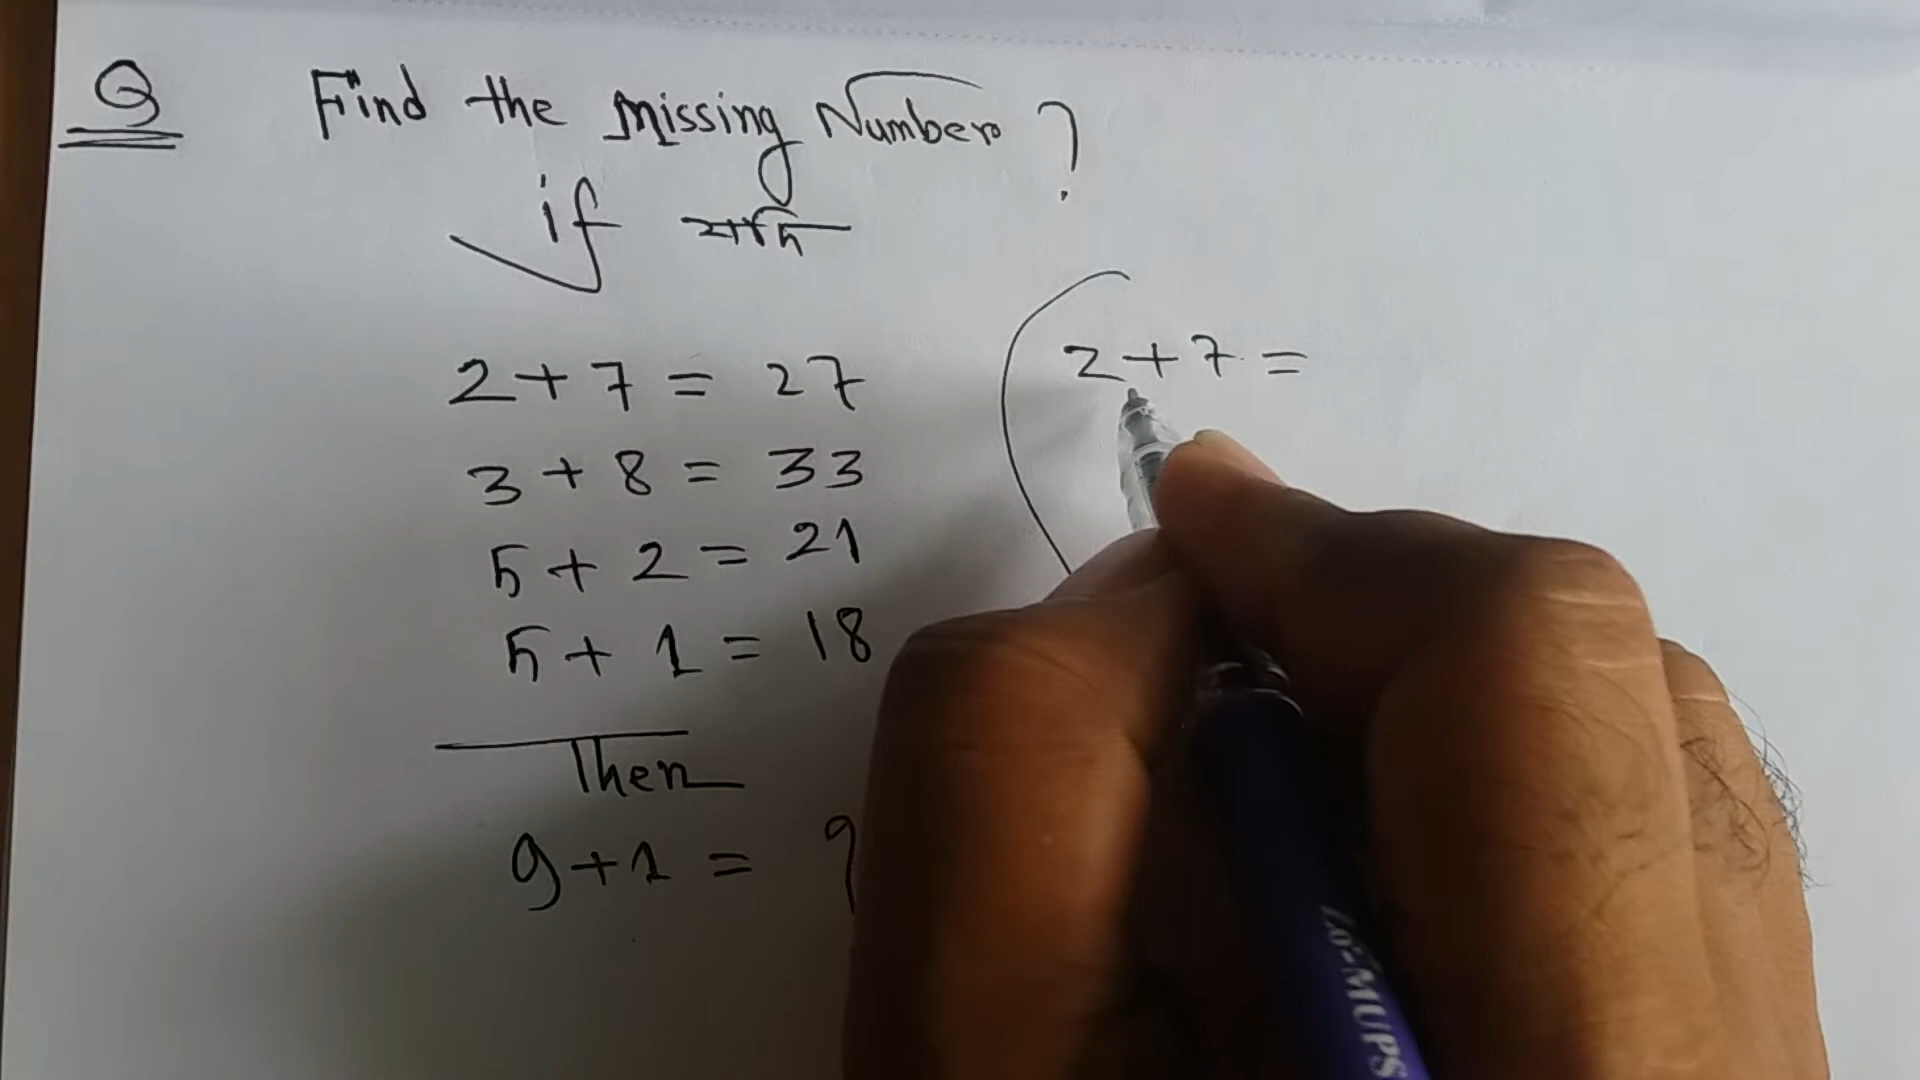 Q Find the Missing Number ?
if यदि
2 + 7 = 27
3 + 8 = 33
5 + 2 = 21
5 + 1 = 18
Then
9 + 1 = ?
2 + 7 =